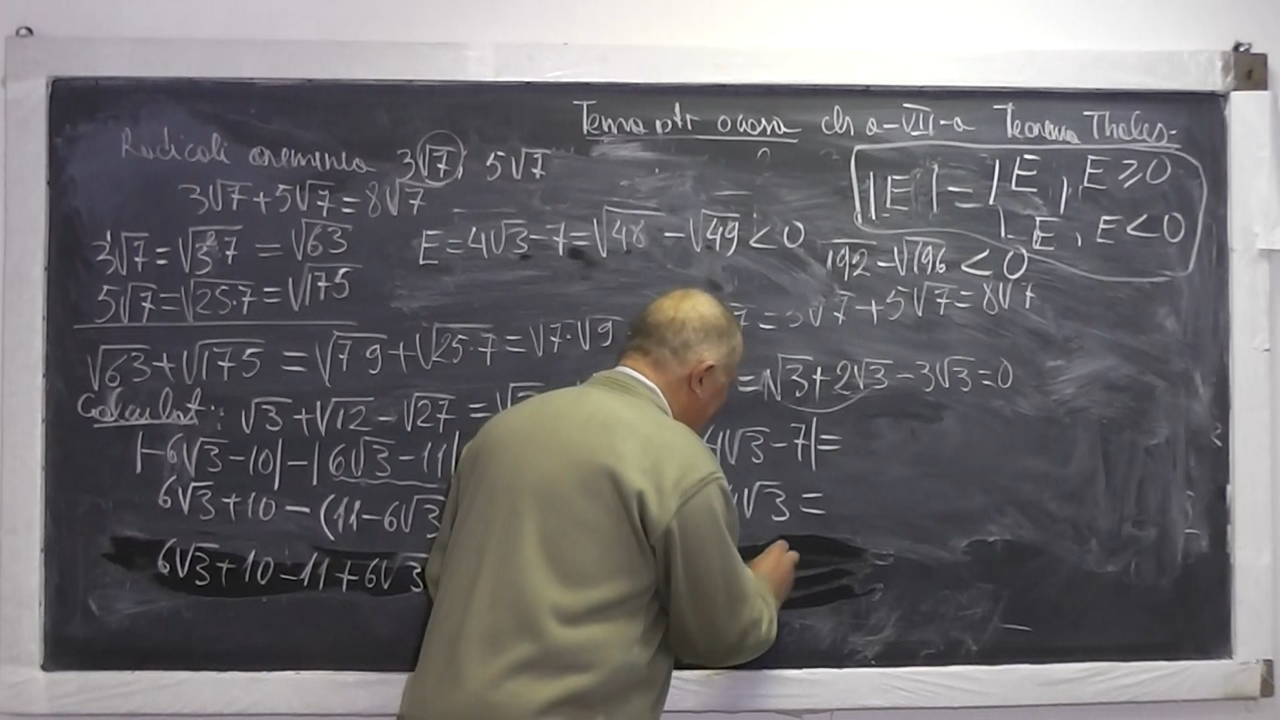 Tema ptr acasa cls a-VII-a Teorema Thales
Radicali asemenea 3√7; 5√7
3√7+5√7=8√7
|E|={E, E≥0
-E, E<0
3√7=√3²7=√63
E=4√3-7=√48-√49<0
√192-√196<0
5√7=√25·7=√175
7=3√7+5√7=8√7
√63+√175=√7·9+√25·7=√7·√9
Calculati: √3+√12-√27=
=√3+2√3-3√3=0
|-6√3-10|-|6√3-11|
4√3-7|=
6√3+10-(11-6√3
√3=
6√3+10-11+6√3